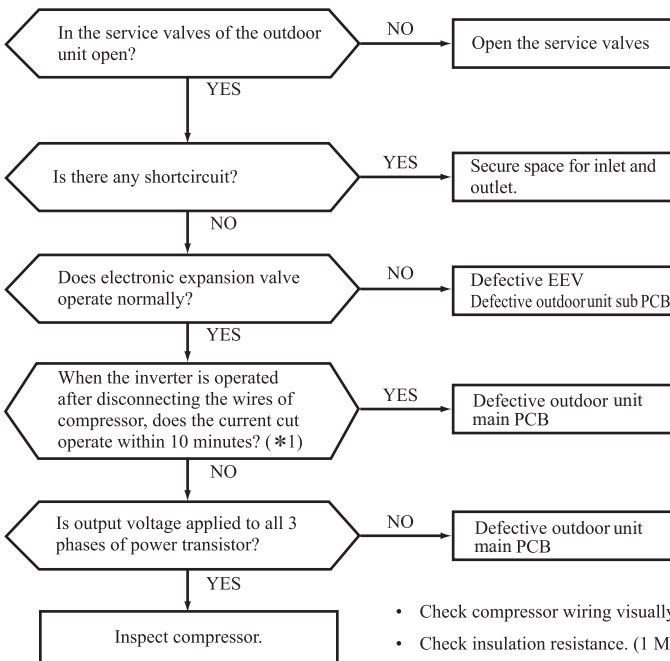 In the service valves of the outdoor
unit open?
NO
Open the service valves
YES
Is there any shortcircuit?
YES
Secure space for inlet and
outlet.
NO
Does electronic expansion valve
operate normally?
NO
Defective EEV
Defective outdoor unit sub PCB
YES
When the inverter is operated
after disconnecting the wires of
compressor, does the current cut
operate within 10 minutes? (∗1)
YES
Defective outdoor unit
main PCB
NO
Is output voltage applied to all 3
phases of power transistor?
NO
Defective outdoor unit
main PCB
YES
Inspect compressor.
• Check compressor wiring visually
• Check insulation resistance. (1 M